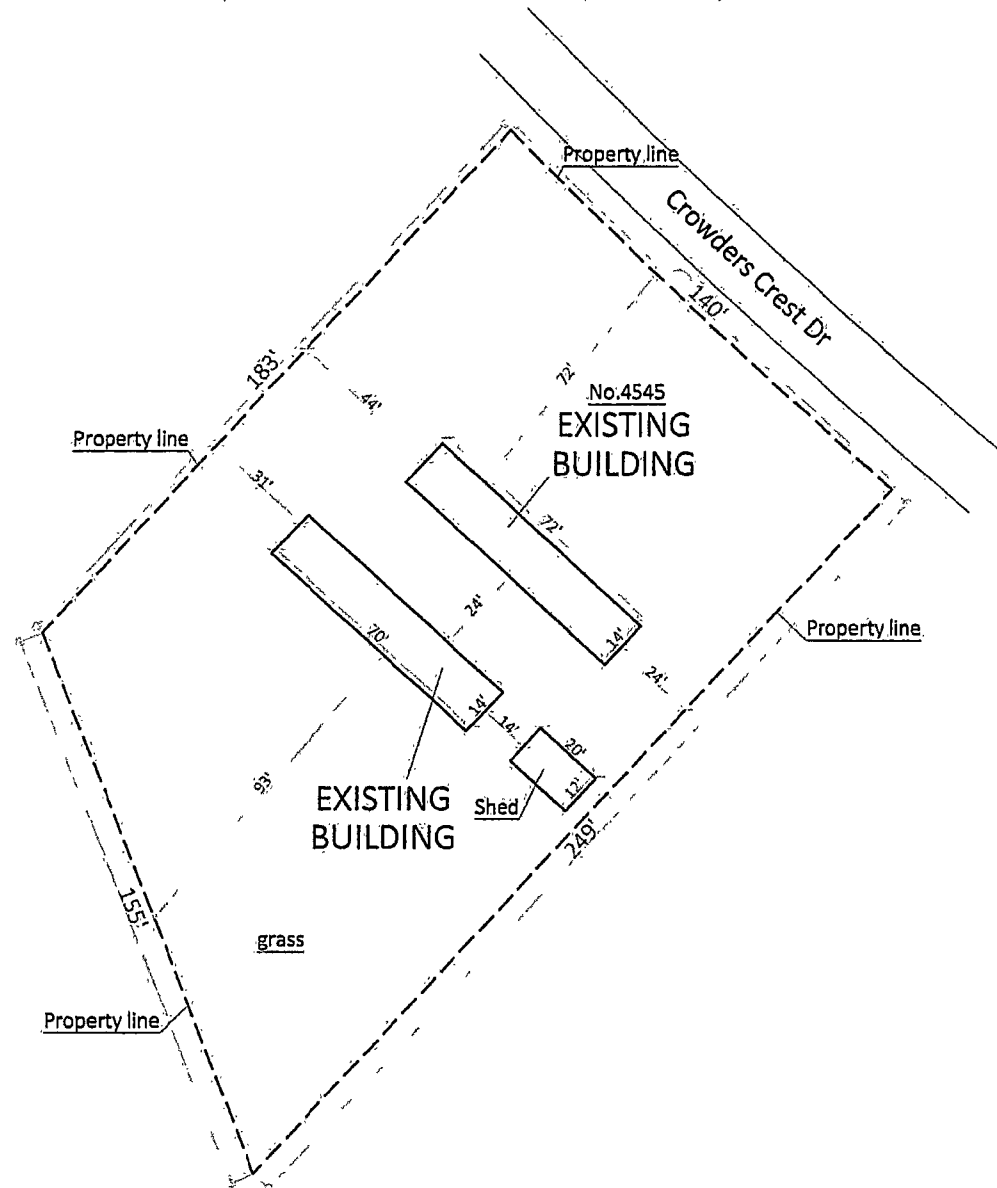 Property line
Crowders Crest Dr
140'
183'
72'
44'
No.4545
EXISTING
BUILDING
Property line
31'
72'
24'
14'
Property line
70'
24'
14'
14'
20'
12'
93'
EXISTING
BUILDING
Shed
249'
155'
grass
Property line